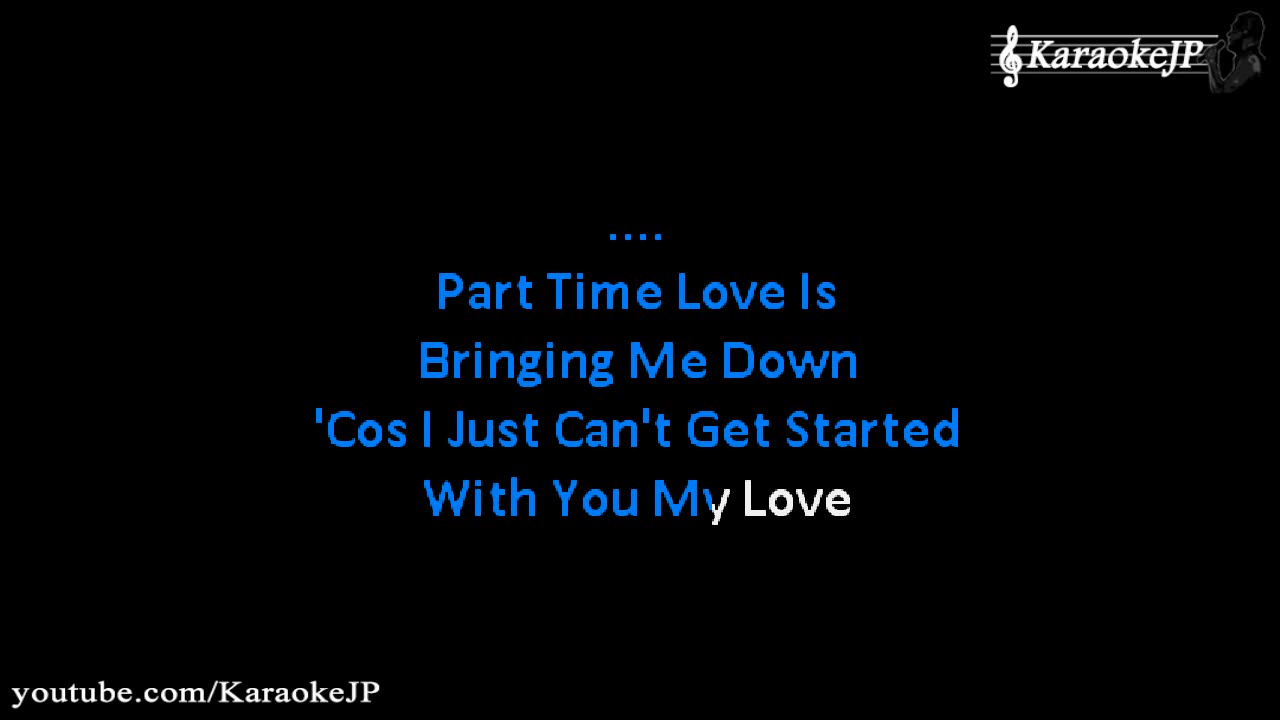 KaraokeJP
....
Part Time Love Is
Bringing Me Down
'Cos I Just Can't Get Started
With You My Love
youtube.com/KaraokeJP